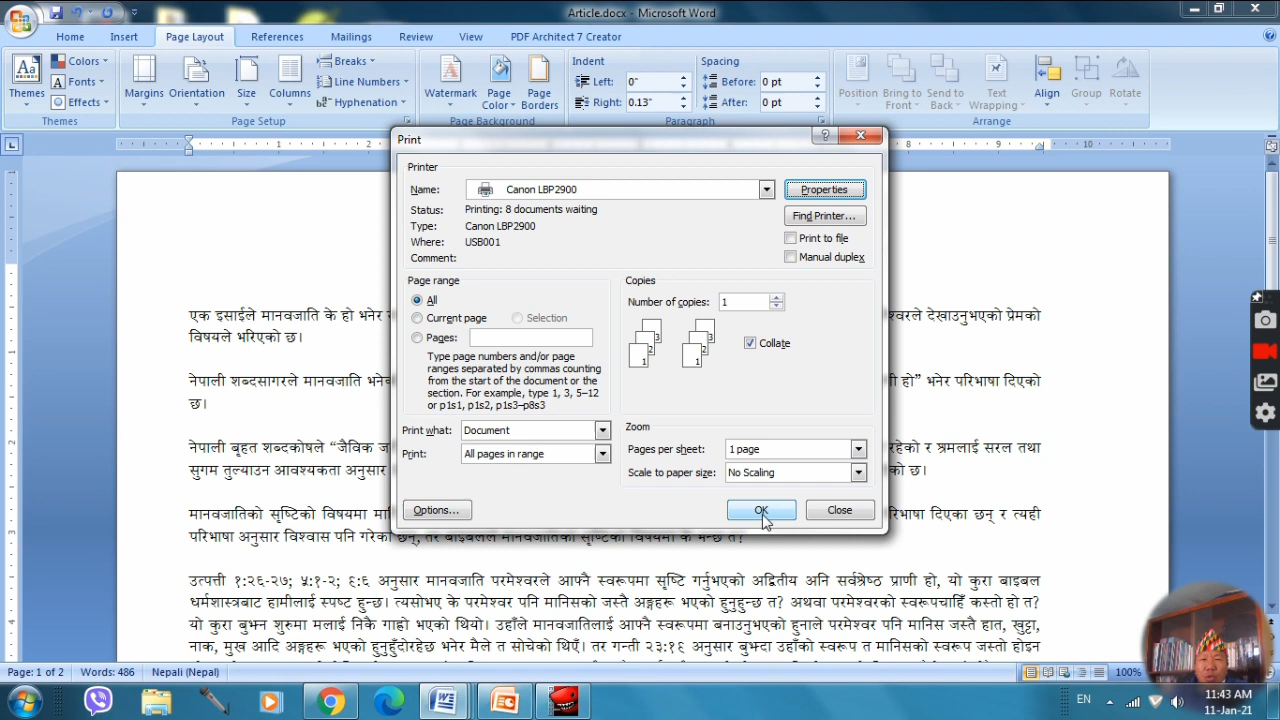 Article.docx - Microsoft Word
Home Insert Page Layout References Mailings Review View PDF Architect 7 Creator
Themes Colors Fonts Effects Themes
Margins Orientation Size Columns Breaks Line Numbers Hyphenation Page Setup
Watermark Page Color Page Borders Page Background
Indent Left: 0" Right: 0.13" Spacing Before: 0 pt After: 0 pt Paragraph
Position Bring to Front Send to Back Text Wrapping Align Group Rotate Arrange
Print
Printer
Name: Canon LBP2900 Properties
Status: Printing: 8 documents waiting
Find Printer...
Type: Canon LBP2900
Where: USB001
Print to file
Comment:
Manual duplex
Page range
All
Current page Selection
Pages:
Type page numbers and/or page
ranges separated by commas counting
from the start of the document or the
section. For example, type 1, 3, 5–12
or p1s1, p1s2, p1s3–p8s3
Copies
Number of copies: 1
Collate
Print what: Document
Print: All pages in range
Zoom
Pages per sheet: 1 page
Scale to paper size: No Scaling
Options... OK Close
एक इसाईले मानवजाति के हो भनेर
श्वरले देखाउनुभएको प्रेमको
विषयले भरिएको छ।
नेपाली शब्दसागरले मानवजाति
हो” भनेर परिभाषा दिएको
छ।
नेपाली बृहत शब्दकोषले “जैविक
रहेको र श्रमलाई सरल तथा
सुगम तुल्याउन आवश्यकता अनुसार
को छ।
मानवजातिको सृष्टिको विषयमा
परिभाषा दिएका छन् र त्यही
परिभाषा अनुसार विश्वास पनि गरेका छन्, तर बाइबलले मानवजातिको सृष्टिको विषयमा के भन्छ त?
उत्पत्ती १:२६-२७; ५:१-२; ६:६ अनुसार मानवजाति परमेश्वरले आफ्नै स्वरूपमा सृष्टि गर्नुभएको अद्वितीय अनि सर्वश्रेष्ठ प्राणी हो, यो कुरा बाइबल
धर्मशास्त्रबाट हामीलाई स्पष्ट हुन्छ। त्यसोभए के परमेश्वर पनि मानिसको जस्तै अङ्गहरू भएको हुनुहुन्छ त? अथवा परमेश्वरको स्वरूपचाहिँ कस्तो हो त?
यो कुरा बुझ्न शुरुमा मलाई निकै गाह्रो भएको थियो। उहाँले मानवजातिलाई आफ्नै स्वरूपमा बनाउनुभएको हुनाले परमेश्वर पनि मानिस जस्तै हात, खुट्टा,
नाक, मुख आदि अङ्गहरू भएको हुनुहुँदोरहेछ भनेर मैले त सोचेको थिएँ। तर गन्ती २३:१६ अनुसार बुझ्दा उहाँको स्वरूप त मानिसको स्वरूपमा
Page: 1 of 2 Words: 486 Nepali (Nepal) 100%
EN 11:43 AM
11-Jan-21